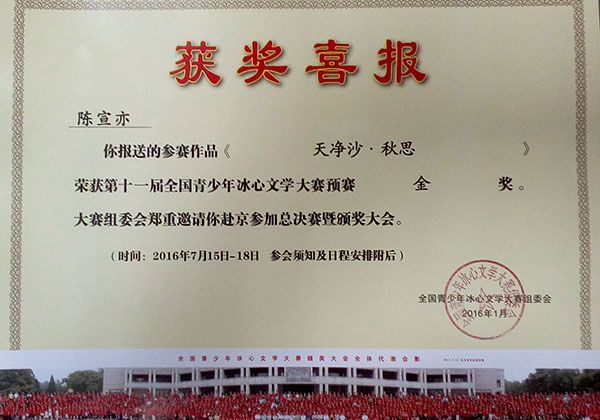 获奖喜报
陈宣亦
你报送的参赛作品《 天净沙·秋思 》
荣获第十一届全国青少年冰心文学大赛预赛 金 奖。
大赛组委会郑重邀请你赴京参加总决赛暨颁奖大会。
(时间：2016年7月15日-18日 参会须知及日程安排附后)
全国青少年冰心文学大赛组委会
2016年1月
全国青少年冰心文学大赛颁奖大会全体代表合影